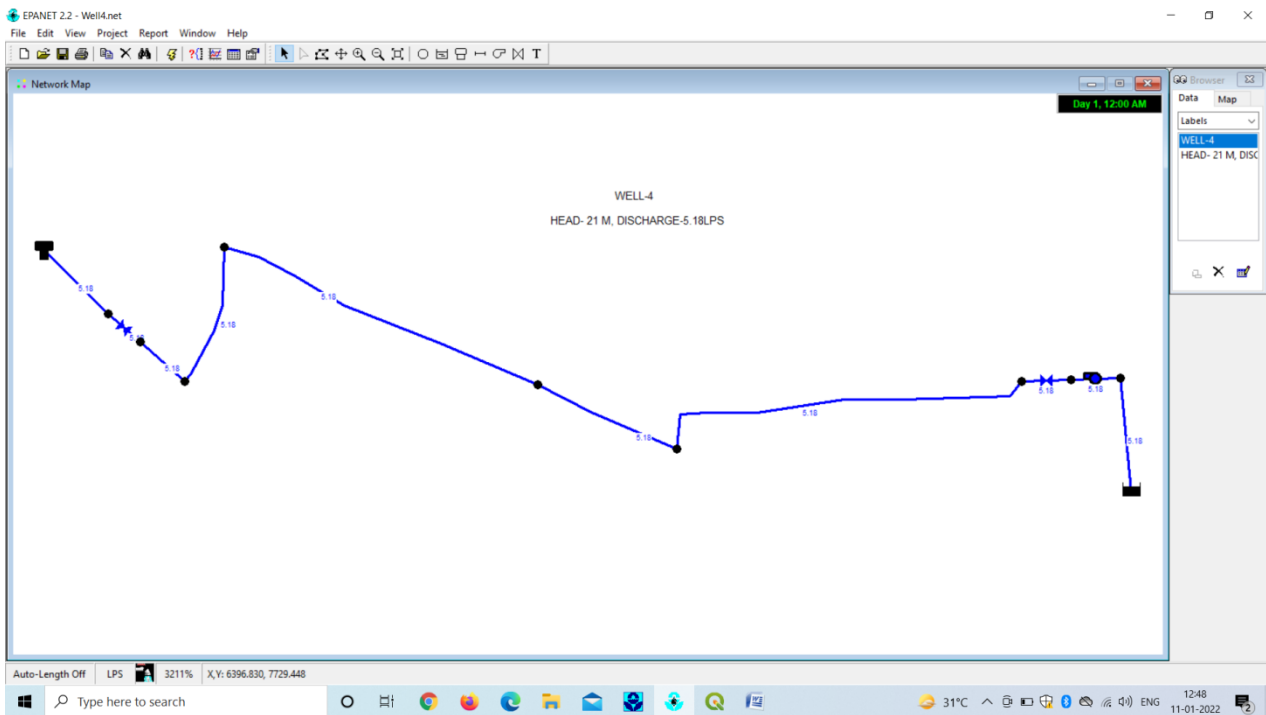 EPANET 2.2 - Well4.net
File Edit View Project Report Window Help
T
Network Map
Day 1, 12:00 AM
Browser
Data Map
Labels
WELL-4
HEAD- 21 M, DISC
WELL-4
HEAD- 21 M, DISCHARGE-5.18LPS
5.18
5.18
5.18
5.18
5.18
5.18
5.18
5.18
5.18
5.18
Auto-Length Off LPS 3211% X,Y: 6396.830, 7729.448
Type here to search
31°C ENG 12:48
11-01-2022
2